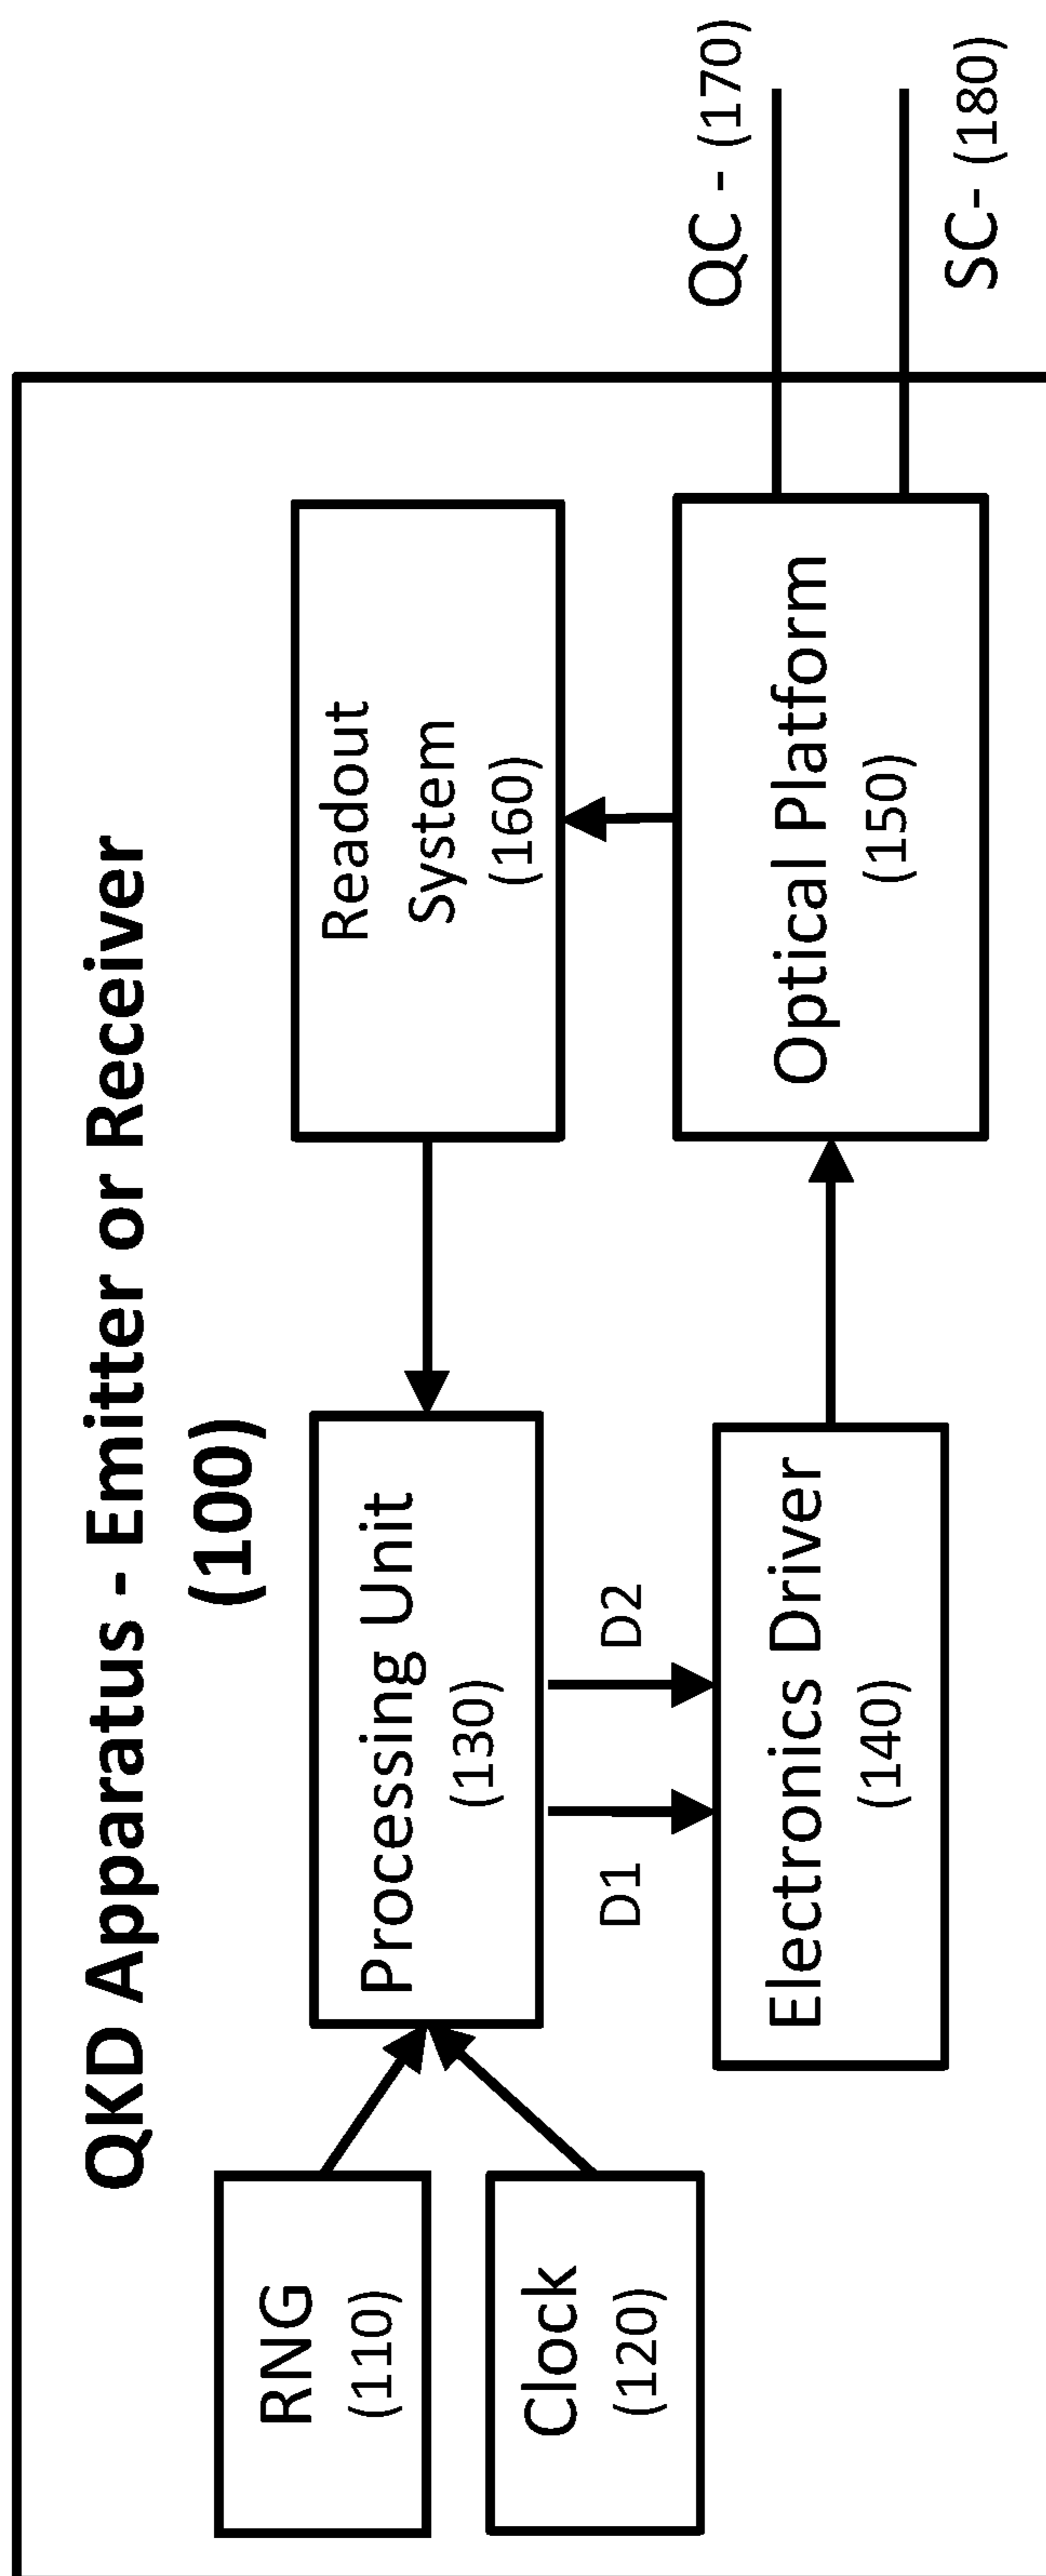 QKD Apparatus - Emitter or Receiver
(100)
RNG
(110)
Clock
(120)
Processing Unit
(130)
D1
D2
Electronics Driver
(140)
Readout
System
(160)
Optical Platform
(150)
QC - (170)
SC- (180)